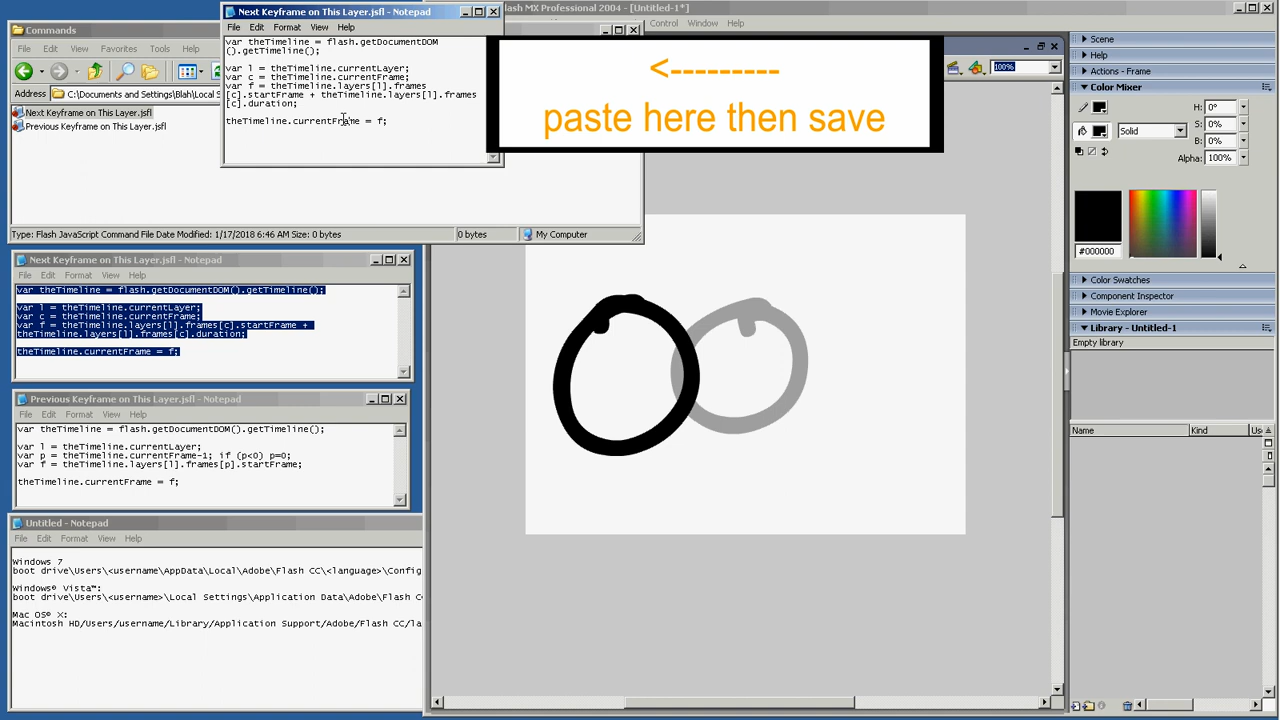 Next Keyframe on This Layer.jsfl - Notepad
File Edit Format View Help
var theTimeline = flash.getDocumentDOM
().getTimeline();
var l = theTimeline.currentLayer;
var c = theTimeline.currentFrame;
var f = theTimeline.layers[l].frames
[c].startFrame + theTimeline.layers[l].frames
[c].duration;
theTimeline.currentFrame = f;
<---------
paste here then save
Commands
File Edit View Favorites Tools Help
Back Search
Address C:\Documents and Settings\Blah\Local S
Next Keyframe on This Layer.jsfl
Previous Keyframe on This Layer.jsfl
Type: Flash JavaScript Command File Date Modified: 1/17/2018 6:46 AM Size: 0 bytes
0 bytes
My Computer
Next Keyframe on This Layer.jsfl - Notepad
File Edit Format View Help
var theTimeline = flash.getDocumentDOM().getTimeline();
var l = theTimeline.currentLayer;
var c = theTimeline.currentFrame;
var f = theTimeline.layers[l].frames[c].startFrame +
theTimeline.layers[l].frames[c].duration;
theTimeline.currentFrame = f;
Previous Keyframe on This Layer.jsfl - Notepad
File Edit Format View Help
var theTimeline = flash.getDocumentDOM().getTimeline();
var l = theTimeline.currentLayer;
var p = theTimeline.currentFrame-1; if (p<0) p=0;
var f = theTimeline.layers[l].frames[p].startFrame;
theTimeline.currentFrame = f;
Untitled - Notepad
File Edit Format View Help
Windows 7
boot drive\Users\<username\AppData\Local\Adobe\Flash CC\<language>\Config
Windows® Vista™:
boot drive\Users\<username>\Local Settings\Application Data\Adobe\Flash C
Mac OS® X:
Macintosh HD/Users/username/Library/Application Support/Adobe/Flash CC/<la
lash MX Professional 2004 - [Untitled-1*]
Control Window Help
100%
Scene
Help
Actions - Frame
Color Mixer
H: 0°
Solid
S: 0%
B: 0%
Alpha: 100%
#000000
Color Swatches
Component Inspector
Movie Explorer
Library - Untitled-1
Empty library
Name Kind Us